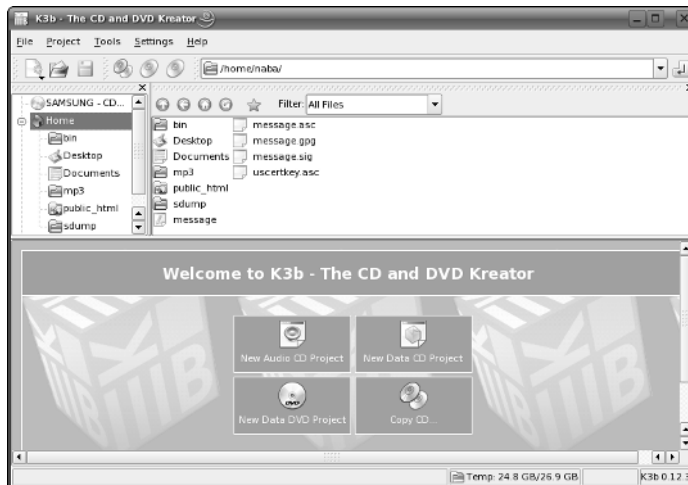 K3b - The CD and DVD Kreator
File Project Tools Settings Help
/home/naba/
SAMSUNG - CD...
Home
bin
Desktop
Documents
mp3
public_html
sdump
Filter: All Files
bin
Desktop
Documents
mp3
public_html
sdump
message
message.asc
message.gpg
message.sig
uscertkey.asc
Welcome to K3b - The CD and DVD Kreator
New Audio CD Project
New Data CD Project
New Data DVD Project
Copy CD...
Temp: 24.8 GB/26.9 GB